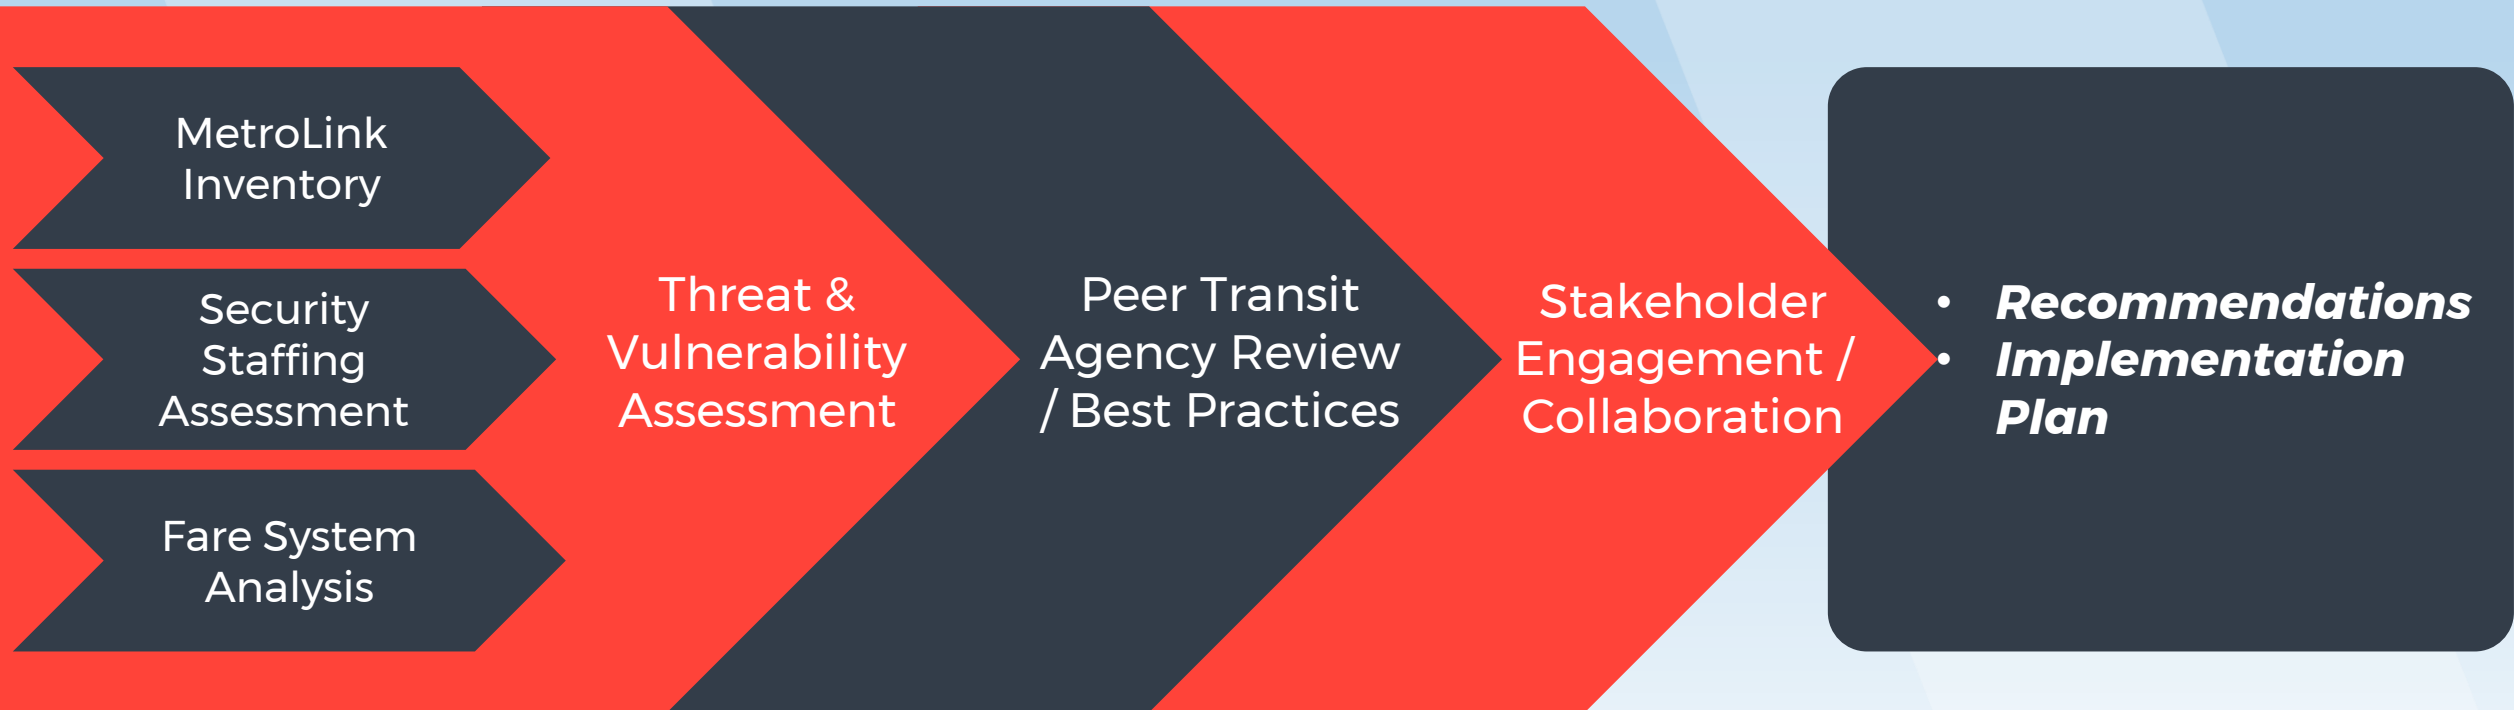 MetroLink
Inventory
Security
Staffing
Assessment
Fare System
Analysis
Threat &
Vulnerability
Assessment
Peer Transit
Agency Review
/ Best Practices
Stakeholder
Engagement /
Collaboration
• Recommendations
• Implementation
Plan